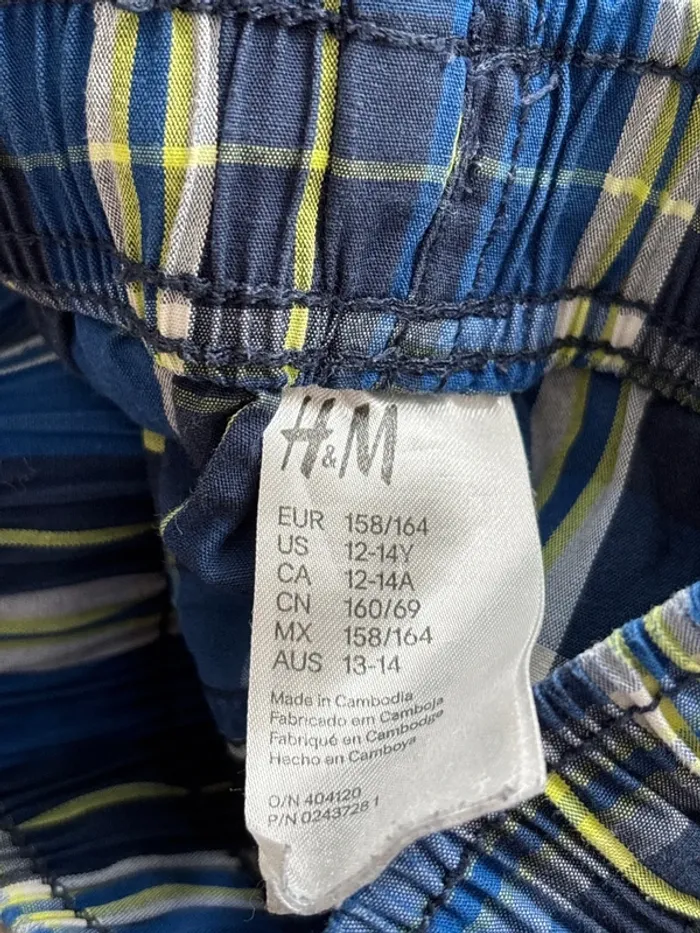 H&M
EUR 158/164
US 12-14Y
CA 12-14A
CN 160/69
MX 158/164
AUS 13-14
Made in Cambodia
Fabricado em Camboja
Fabriqué en Cambodge
Hecho en Camboya
O/N 404120
P/N 02437281